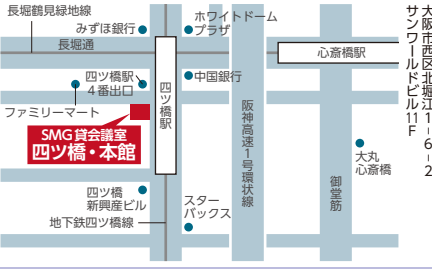 長堀鶴見緑地線
みずほ銀行
ホワイトドーム
プラザ
長堀通
心斎橋駅
四ツ橋駅
4番出口
中国銀行
四ツ橋駅
ファミリーマート
SMG貸会議室
四ツ橋・本館
阪神高速1号環状線
大丸
心斎橋
御堂筋
四ツ橋
新興産ビル
スター
バックス
地下鉄四ツ橋線
大阪市西区北堀江1-6-2
サンワールドビル11F